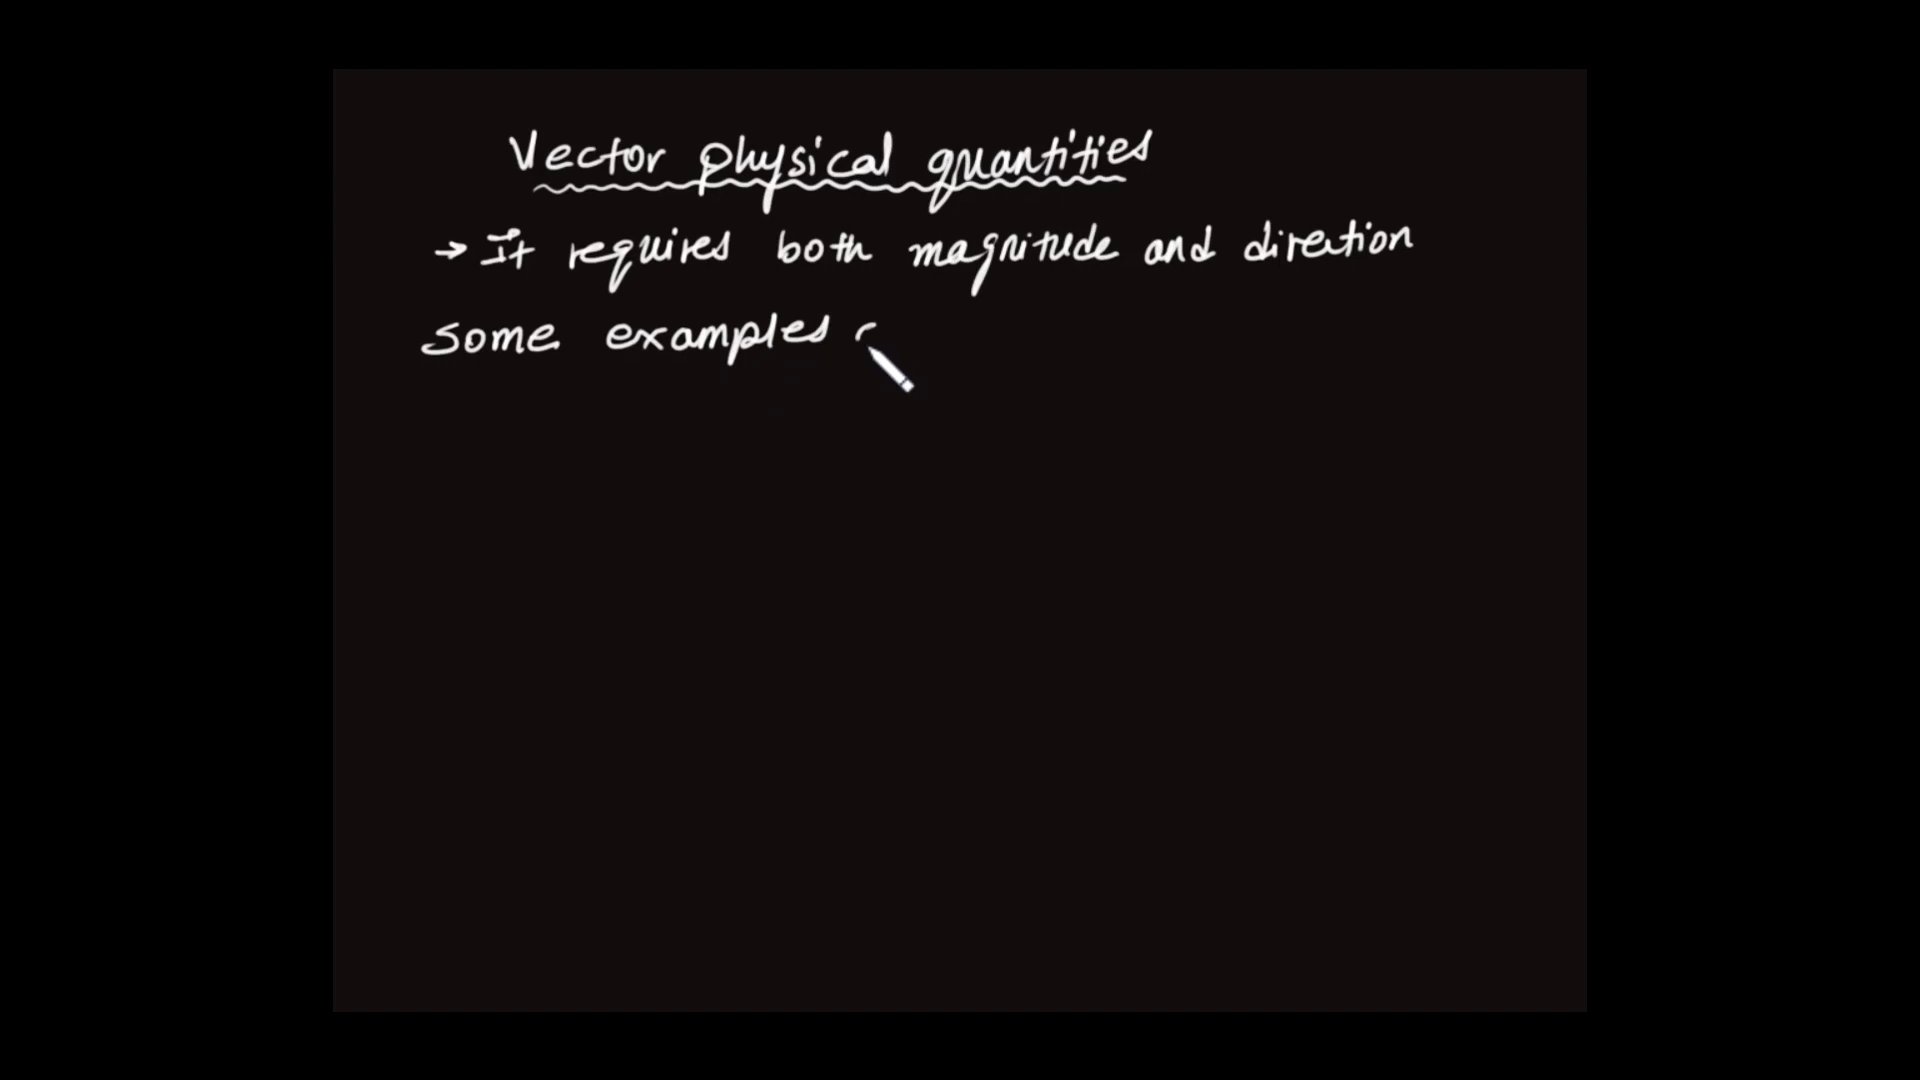 Vector physical quantities
→ It requires both magnitude and direction
some examples